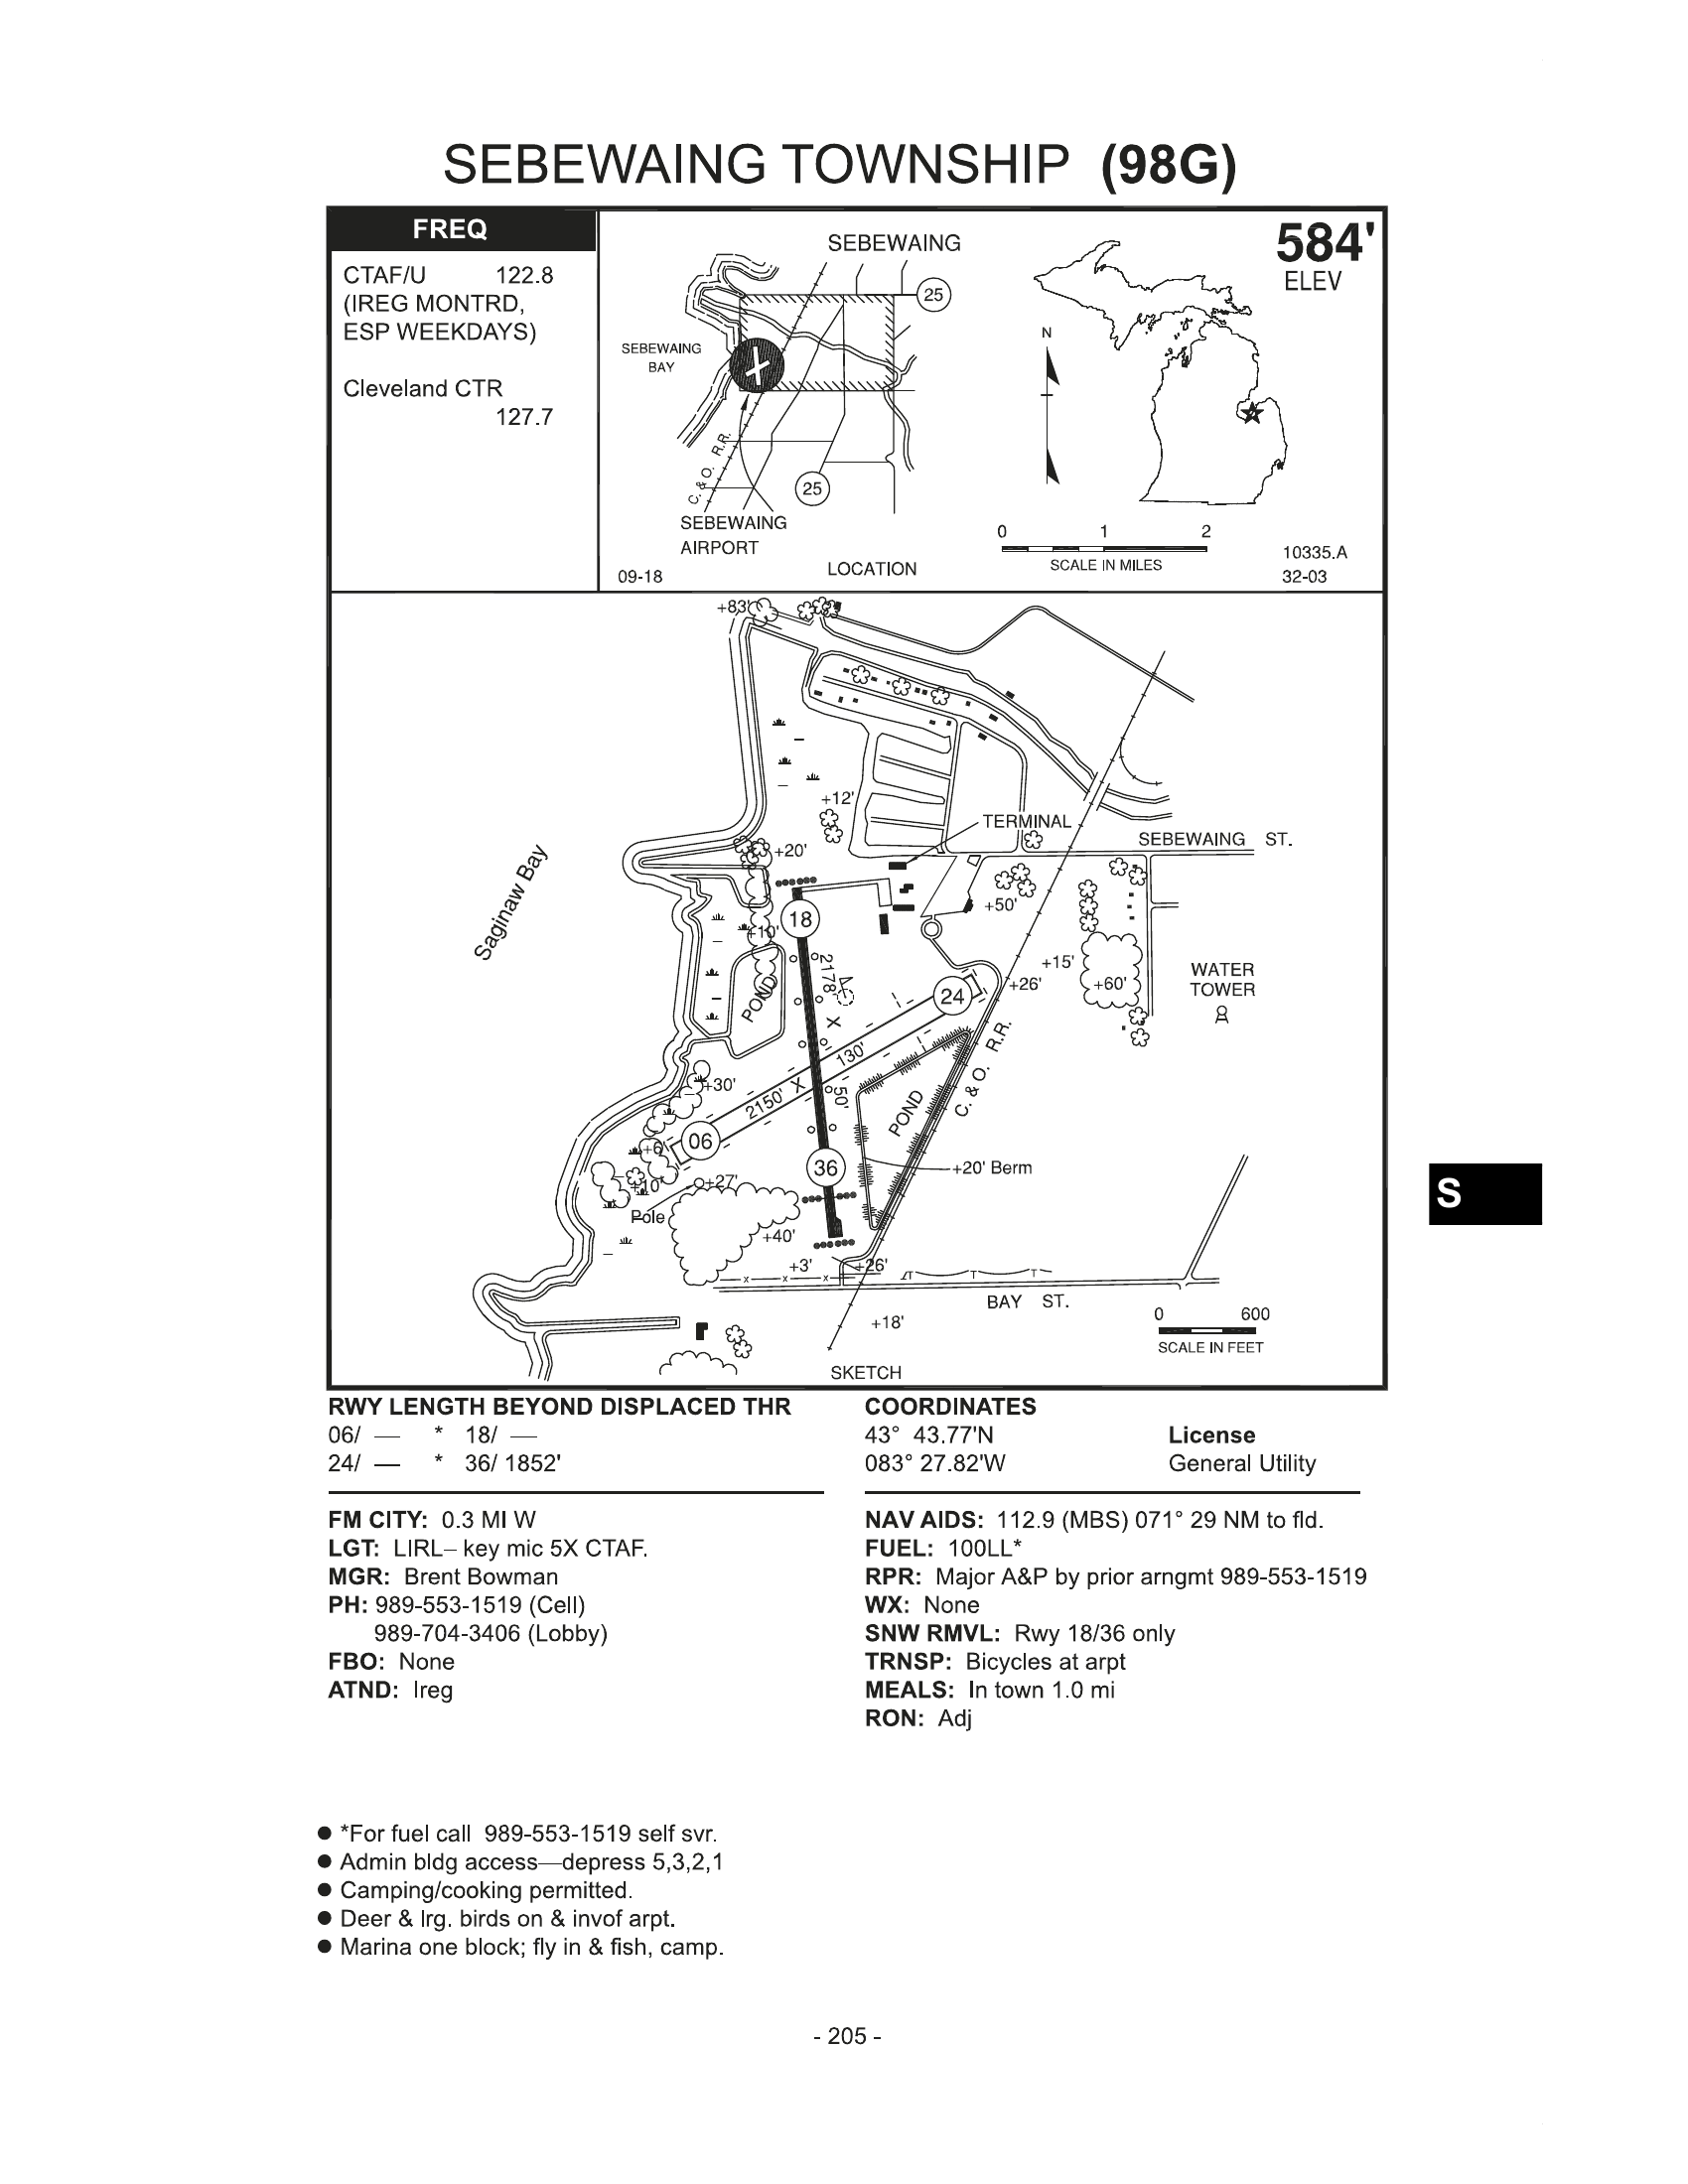 SEBEWAING TOWNSHIP (98G)
FREQ
CTAF/U 122.8
(IREG MONTRD,
ESP WEEKDAYS)
Cleveland CTR
127.7
SEBEWAING
25
SEBEWAING
BAY
C. & O. R.R.
25
SEBEWAING
AIRPORT
09-18
LOCATION
N
584'
ELEV
0 1 2
SCALE IN MILES
10335.A
32-03
+83'
+12'
TERMINAL
SEBEWAING ST.
+20'
Saginaw Bay
18
+10'
+50'
2178'
POND
+15'
24
+26'
+60'
WATER
TOWER
X
130'
C. & O. R.R.
+30'
2150'
X
50'
POND
06
+6'
36
+20' Berm
+10'
+27'
Pole
+40'
+3'
+26'
x x x
T T T
BAY ST.
0 600
SCALE IN FEET
+18'
SKETCH
RWY LENGTH BEYOND DISPLACED THR
06/ — * 18/ —
24/ — * 36/ 1852'
COORDINATES
43° 43.77'N License
083° 27.82'W General Utility
FM CITY: 0.3 MI W
LGT: LIRL– key mic 5X CTAF.
MGR: Brent Bowman
PH: 989-553-1519 (Cell)
989-704-3406 (Lobby)
FBO: None
ATND: Ireg
NAV AIDS: 112.9 (MBS) 071° 29 NM to fld.
FUEL: 100LL*
RPR: Major A&P by prior arngmt 989-553-1519
WX: None
SNW RMVL: Rwy 18/36 only
TRNSP: Bicycles at arpt
MEALS: In town 1.0 mi
RON: Adj
● *For fuel call 989-553-1519 self svr.
● Admin bldg access—depress 5,3,2,1
● Camping/cooking permitted.
● Deer & lrg. birds on & invof arpt.
● Marina one block; fly in & fish, camp.
S
- 205 -